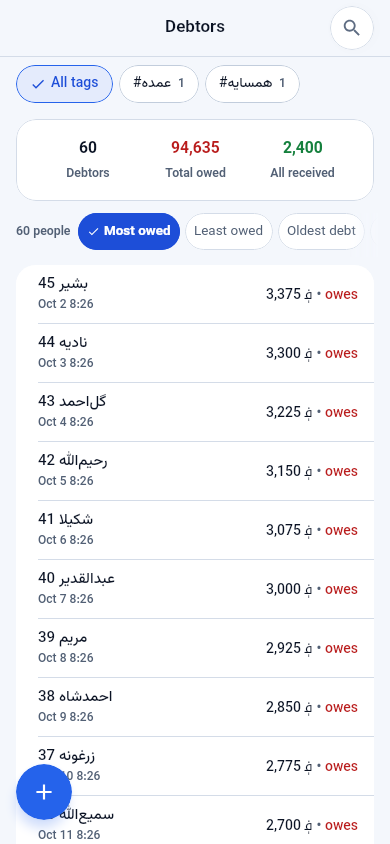 Debtors
All tags
#عمده 1
#همسایه 1
60
94,635
2,400
Debtors
Total owed
All received
60 people
Most owed
Least owed
Oldest debt
بشیر 45
3,375 ؋ • owes
Oct 2 8:26
نادیه 44
3,300 ؋ • owes
Oct 3 8:26
گل‌احمد 43
3,225 ؋ • owes
Oct 4 8:26
رحیم‌الله 42
3,150 ؋ • owes
Oct 5 8:26
شکیلا 41
3,075 ؋ • owes
Oct 6 8:26
عبدالقدیر 40
3,000 ؋ • owes
Oct 7 8:26
مریم 39
2,925 ؋ • owes
Oct 8 8:26
احمدشاه 38
2,850 ؋ • owes
Oct 9 8:26
زرغونه 37
2,775 ؋ • owes
10 8:26
سمیع‌الله
2,700 ؋ • owes
Oct 11 8:26